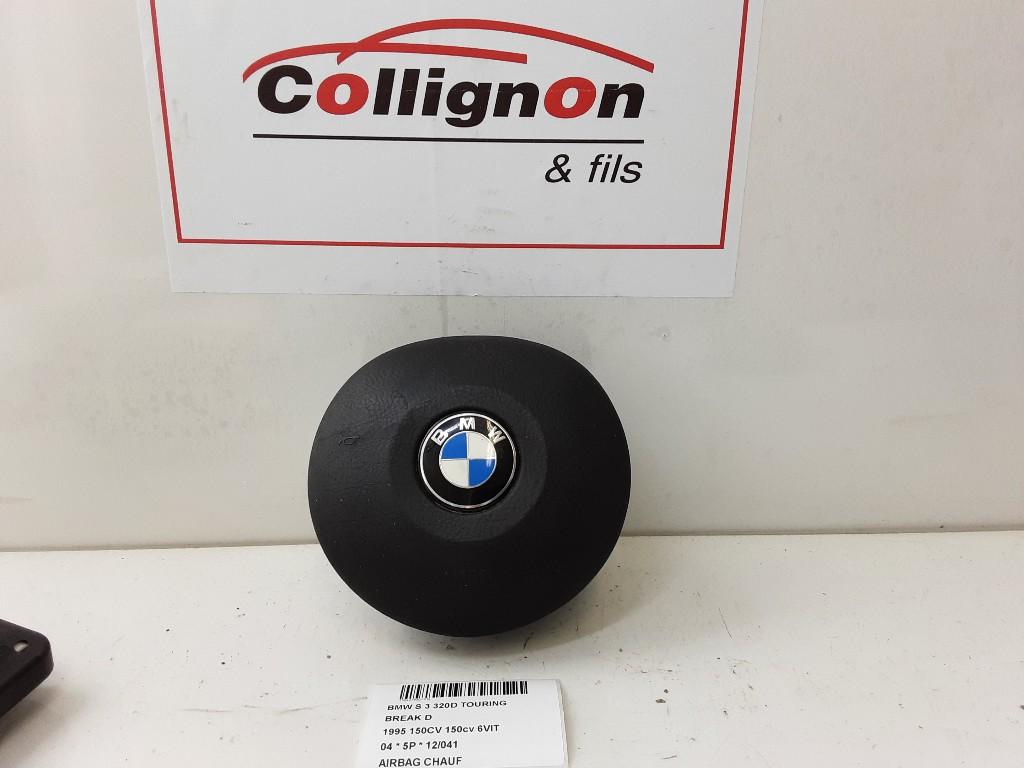 Collignon
& fils
BMW
BMW S 3 320D TOURING
BREAK D
1995 150CV 150cv 6VIT
04 * 5P * 12/041
AIRBAG CHAUF